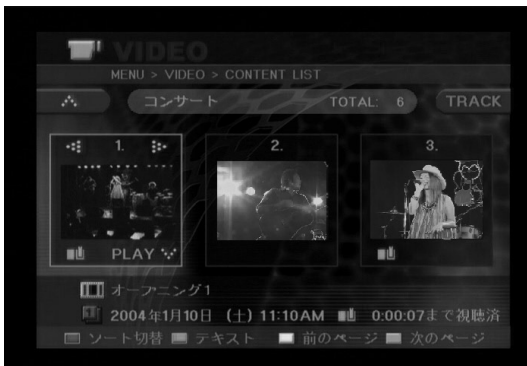 VIDEO
MENU > VIDEO > CONTENT LIST
コンサート TOTAL: 6 TRACK
1. 2. 3.
PLAY
オープニング1
2004年1月10日 (土) 11:10AM 0:00:07まで視聴済
ソート切替 テキスト 前のページ 次のページ